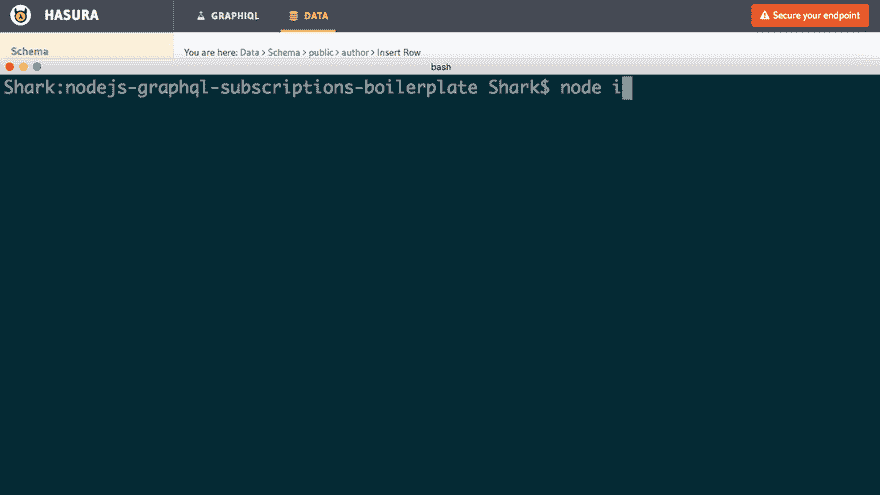 HASURA GRAPHIQL DATA Secure your endpoint
Schema You are here: Data > Schema > public > author > Insert Row
bash
Shark:nodejs-graphql-subscriptions-boilerplate Shark$ node i